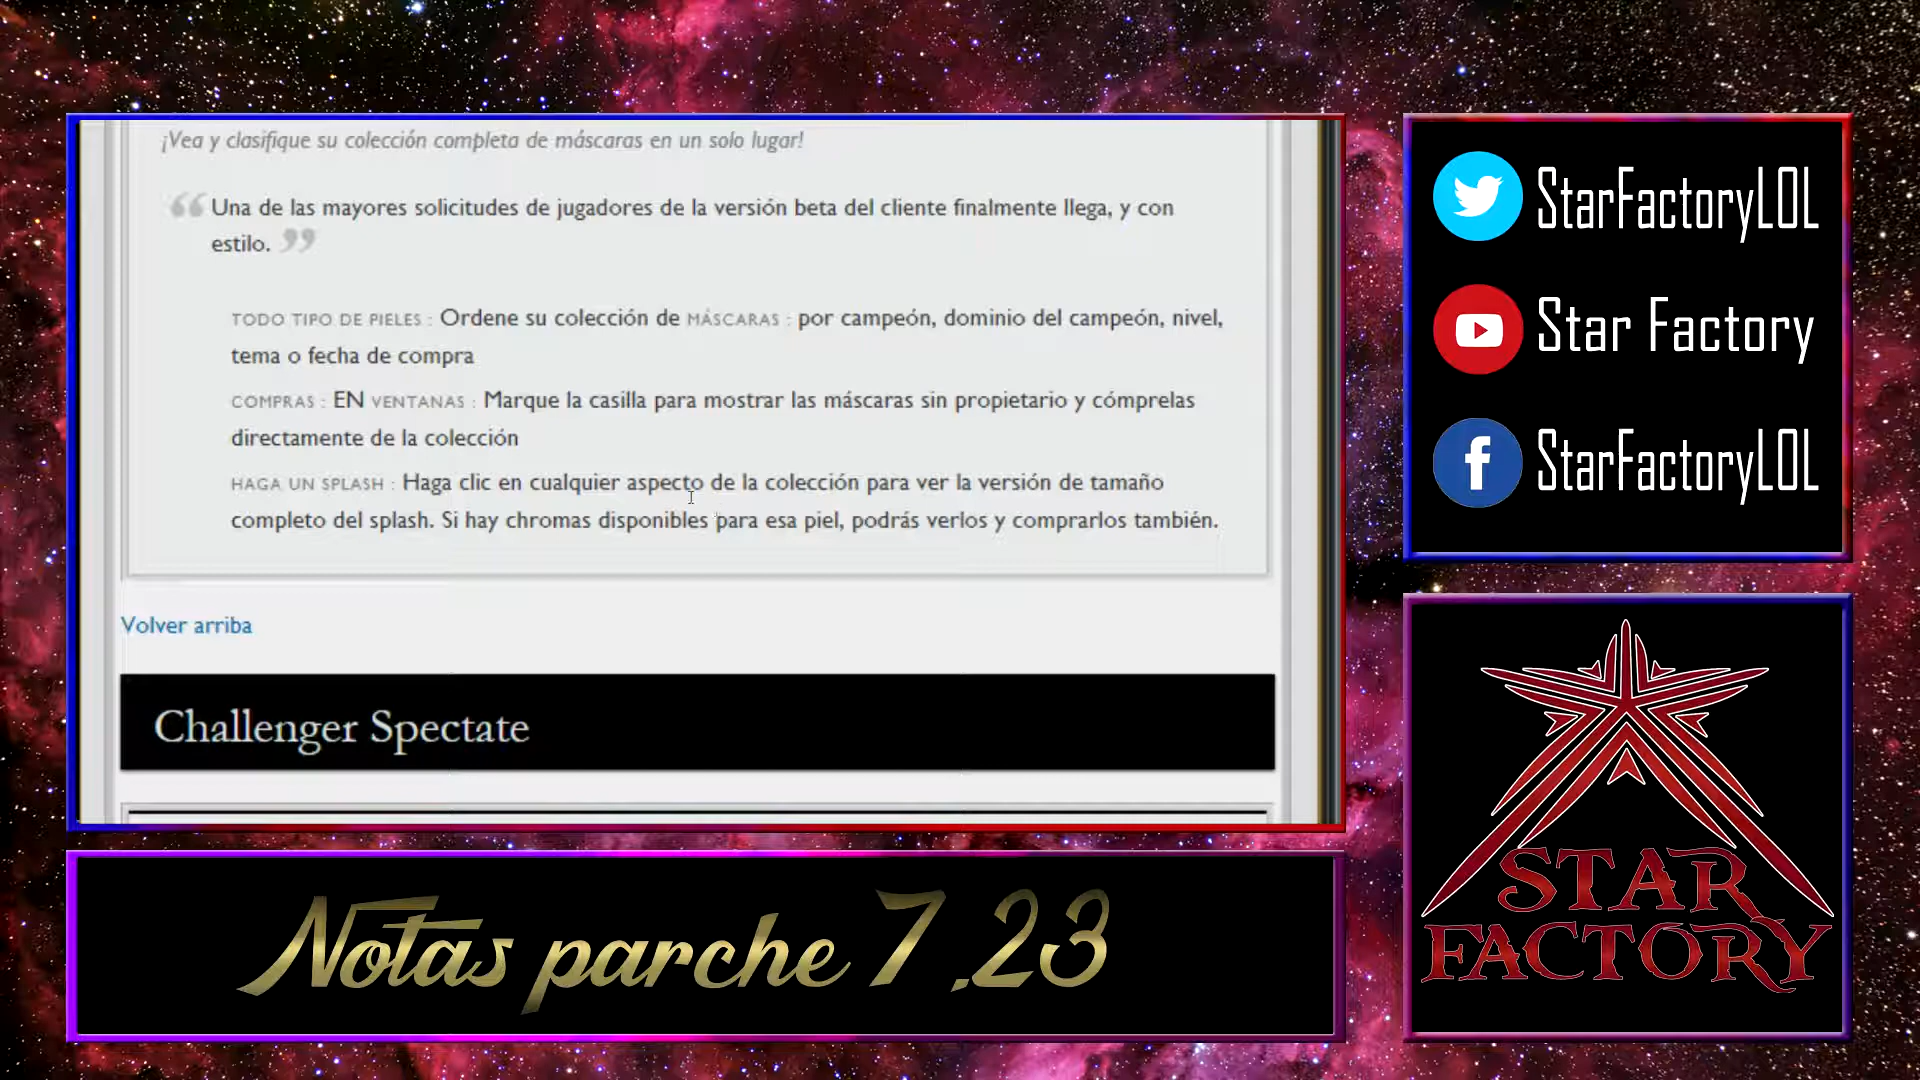 ¡Vea y clasifique su colección completa de máscaras en un solo lugar!
“ Una de las mayores solicitudes de jugadores de la versión beta del cliente finalmente llega, y con
estilo. ”
TODO TIPO DE PIELES : Ordene su colección de MÁSCARAS : por campeón, dominio del campeón, nivel,
tema o fecha de compra
COMPRAS : EN VENTANAS : Marque la casilla para mostrar las máscaras sin propietario y cómprelas
directamente de la colección
HAGA UN SPLASH : Haga clic en cualquier aspecto de la colección para ver la versión de tamaño
completo del splash. Si hay chromas disponibles para esa piel, podrás verlos y comprarlos también.
Volver arriba
Challenger Spectate
Notas parche 7.23
StarFactoryLOL
Star Factory
StarFactoryLOL
STAR
FACTORY